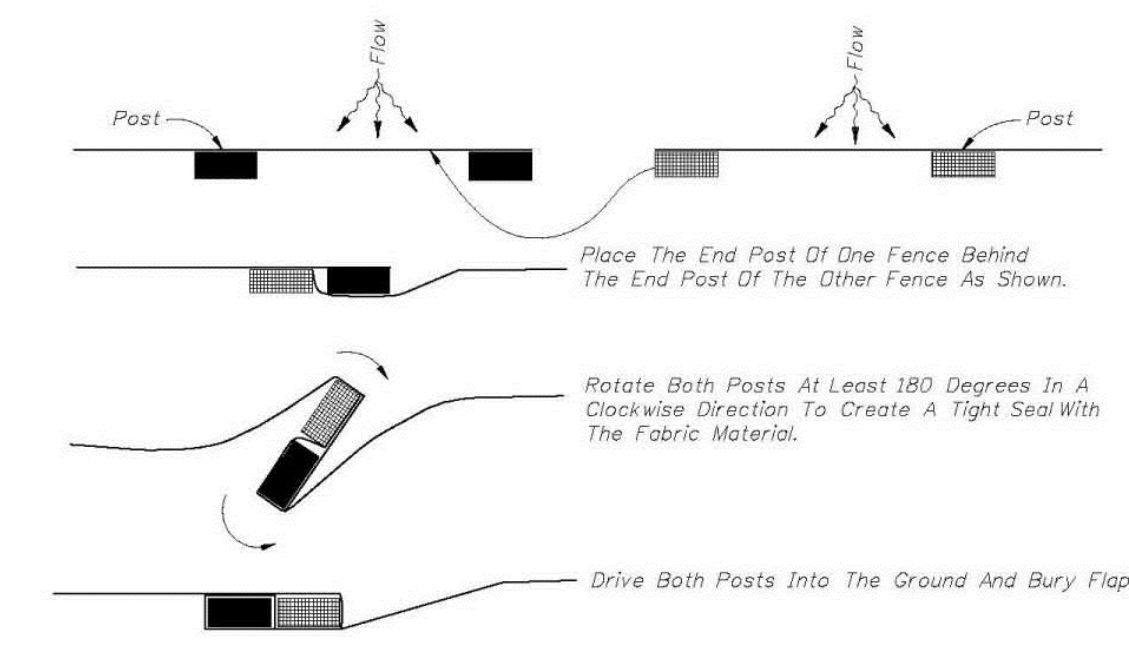 Flow
Flow
Post
Post
Place The End Post Of One Fence Behind
The End Post Of The Other Fence As Shown.
Rotate Both Posts At Least 180 Degrees In A
Clockwise Direction To Create A Tight Seal With
The Fabric Material.
Drive Both Posts Into The Ground And Bury Flap